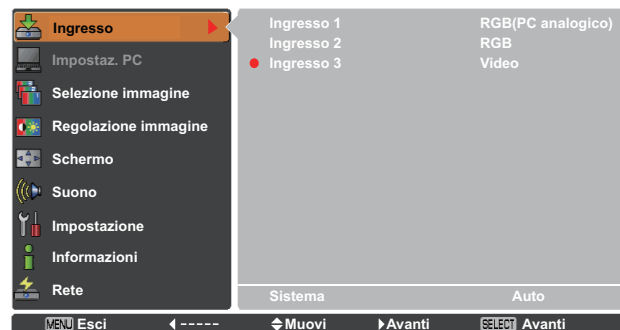 Ingresso
Impostaz. PC
Selezione immagine
Regolazione immagine
Schermo
Suono
Impostazione
Informazioni
Rete
Ingresso 1 RGB(PC analogico)
Ingresso 2 RGB
Ingresso 3 Video
Sistema Auto
MENU Esci ----- Muovi Avanti SELECT Avanti